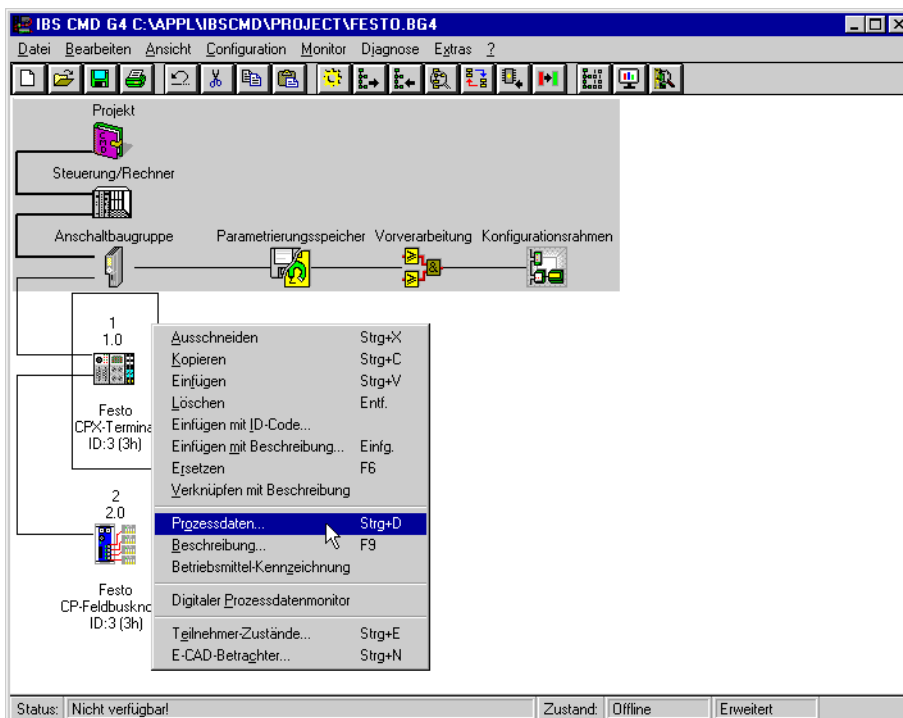 IBS CMD G4 C:\APPL\IBSCMD\PROJECT\FESTO.BG4
Datei Bearbeiten Ansicht Configuration Monitor Diagnose Extras ?
Projekt
Steuerung/Rechner
Anschaltbaugruppe Parametrierungsspeicher Vorverarbeitung Konfigurationsrahmen
1
1.0
Festo
CPX-Termina
ID:3 (3h)
2
2.0
Festo
CP-Feldbuskno
ID:3 (3h)
Ausschneiden Strg+X
Kopieren Strg+C
Einfügen Strg+V
Löschen Entf.
Einfügen mit ID-Code...
Einfügen mit Beschreibung... Einfg.
Ersetzen F6
Verknüpfen mit Beschreibung
Prozessdaten... Strg+D
Beschreibung... F9
Betriebsmittel-Kennzeichnung
Digitaler Prozessdatenmonitor
Teilnehmer-Zustände... Strg+E
E-CAD-Betrachter... Strg+N
Status: Nicht verfügbar! Zustand: Offline Erweitert